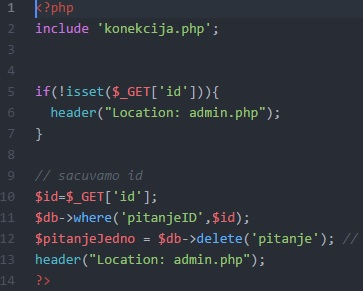 1 <?php
2 include 'konekcija.php';
3
4
5 if(!isset($_GET['id'])){
6   header("Location: admin.php");
7 }
8
9 // sacuvamo id
10 $id=$_GET['id'];
11 $db->where('pitanjeID',$id);
12 $pitanjeJedno = $db->delete('pitanje'); //
13 header("Location: admin.php");
14 ?>